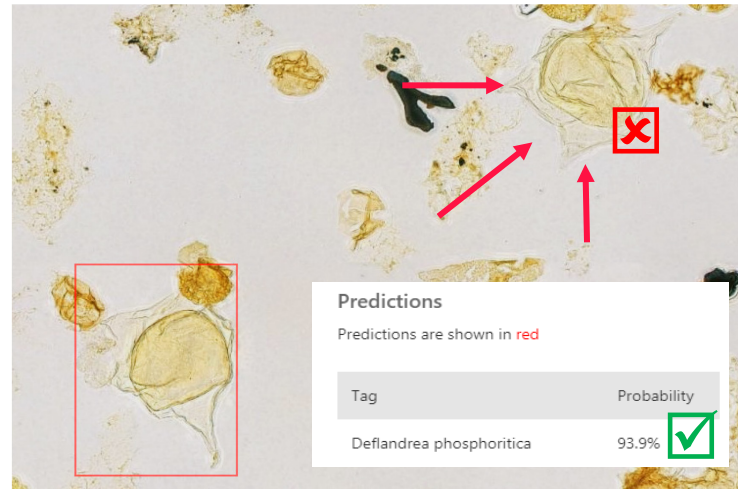 Predictions
Predictions are shown in red
Tag Probability
Deflandrea phosphoritica 93.9%